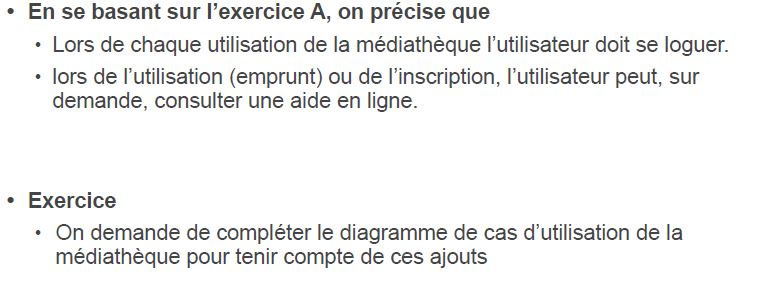 • En se basant sur l’exercice A, on précise que
• Lors de chaque utilisation de la médiathèque l’utilisateur doit se loguer.
• lors de l’utilisation (emprunt) ou de l’inscription, l’utilisateur peut, sur
demande, consulter une aide en ligne.
• Exercice
• On demande de compléter le diagramme de cas d’utilisation de la
médiathèque pour tenir compte de ces ajouts